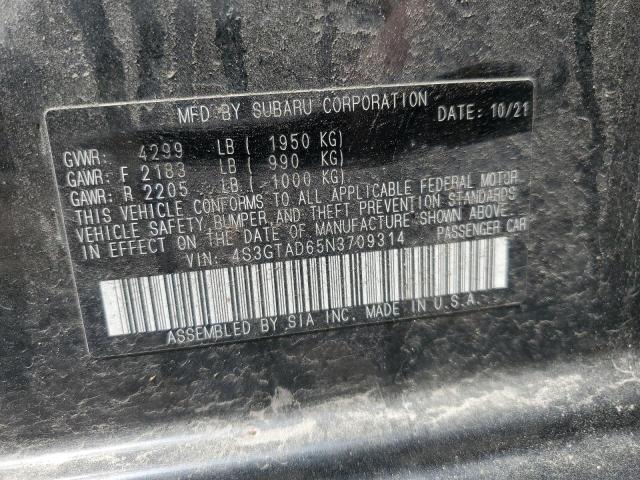 MFD BY SUBARU CORPORATION DATE: 10/21
GVWR: 4299 LB ( 1950 KG)
GAWR: F 2183 LB ( 990 KG)
GAWR: R 2205 LB ( 1000 KG)
THIS VEHICLE CONFORMS TO ALL APPLICABLE FEDERAL MOTOR
VEHICLE SAFETY, BUMPER, AND THEFT PREVENTION STANDARDS
IN EFFECT ON THE DATE OF MANUFACTURE SHOWN ABOVE.
VIN: 4S3GTAD65N3709314 PASSENGER CAR
ASSEMBLED BY SIA INC. MADE IN U.S.A.